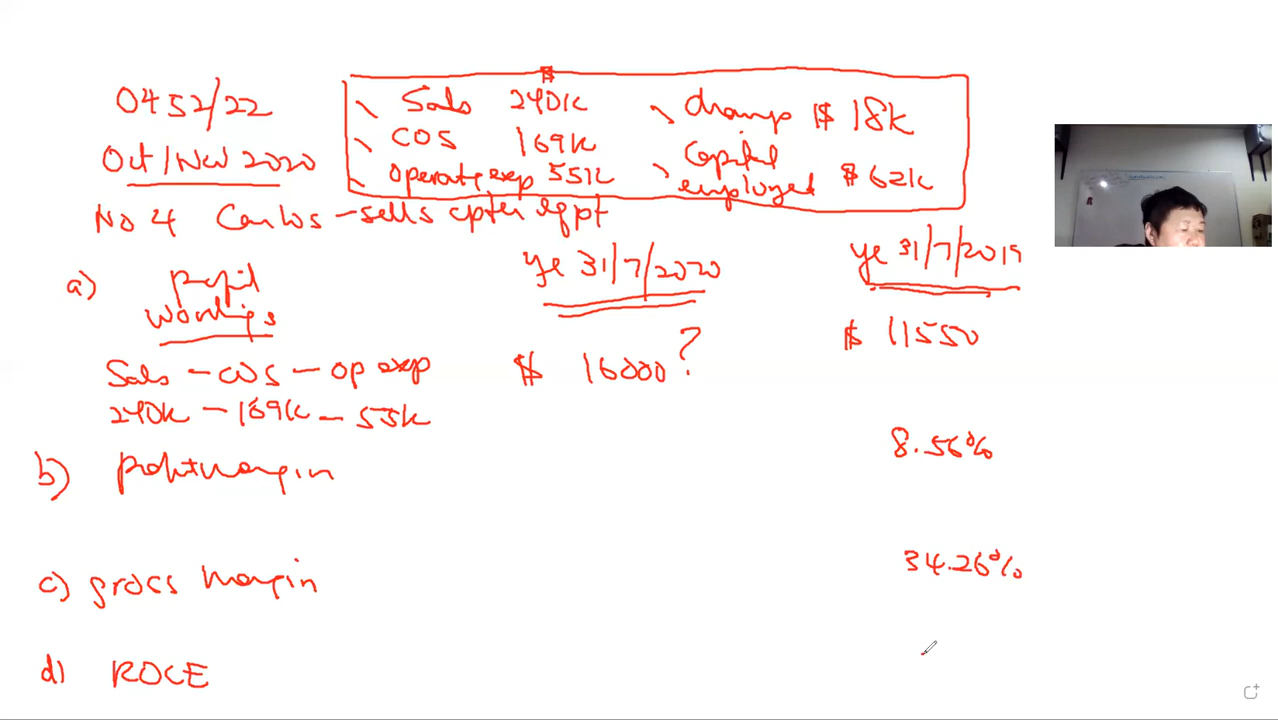 0452/22
Oct/Nov 2020
$
Sales 240K
COS 169K
operate exp 55K
drawings $ 18K
Capital employed $ 62K
No 4 Carlos - sells cpter eqpt
ye 31/7/2020
ye 31/7/2019
a) profit
workings
$ 11550
Sales - COS - op exp
$ 16000 ?
240K - 169K - 55K
8.56%
b) profit margin
34.26%
c) gross margin
d) ROCE